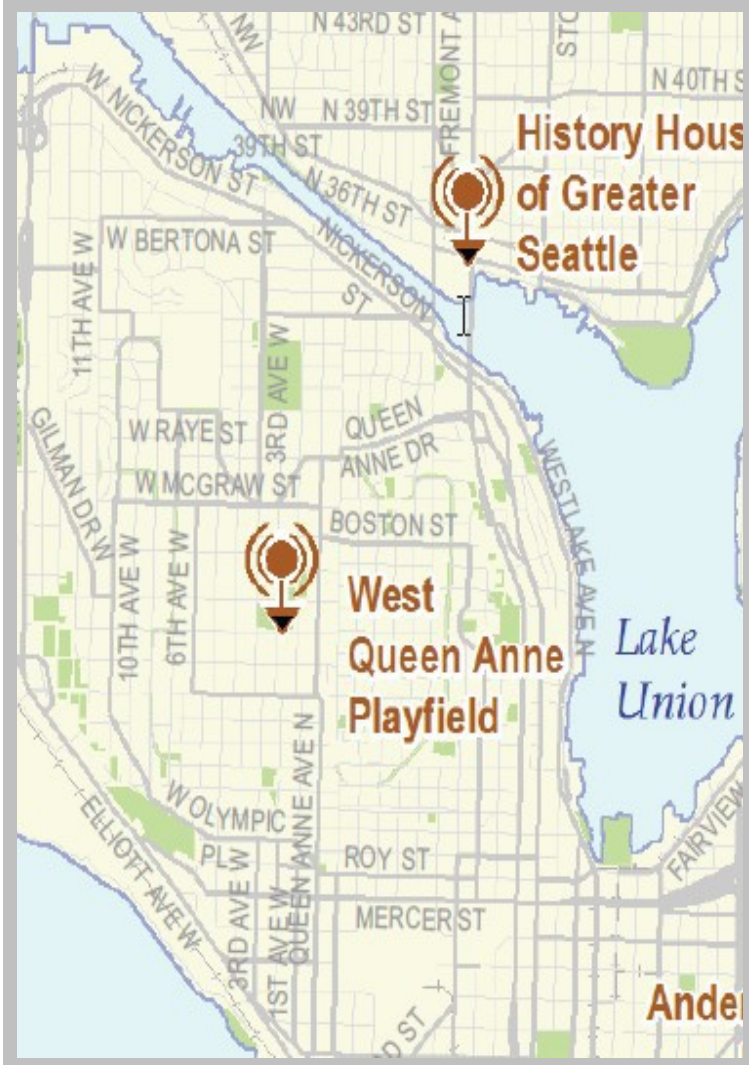 N 43RD ST
NW
FREMONT A
STO
N 40TH S
NW
N 39TH ST
39TH ST
N 36TH ST
W NICKERSON ST
History Hous
of Greater
Seattle
W BERTONA ST
NICKERSON
ST
11TH AVE W
3RD AVE W
GILMAN DR W
W RAYE ST
QUEEN
ANNE DR
W MCGRAW ST
BOSTON ST
WESTLAKE AVE N
10TH AVE W
6TH AVE W
West
Queen Anne
Playfield
Lake
Union
QUEEN ANNE AVE N
W OLYMPIC
PL
ELLIOTT AVE W
ROY ST
FAIRVIEW
3RD AVE W
1ST AVE W
MERCER ST
Ander
D ST